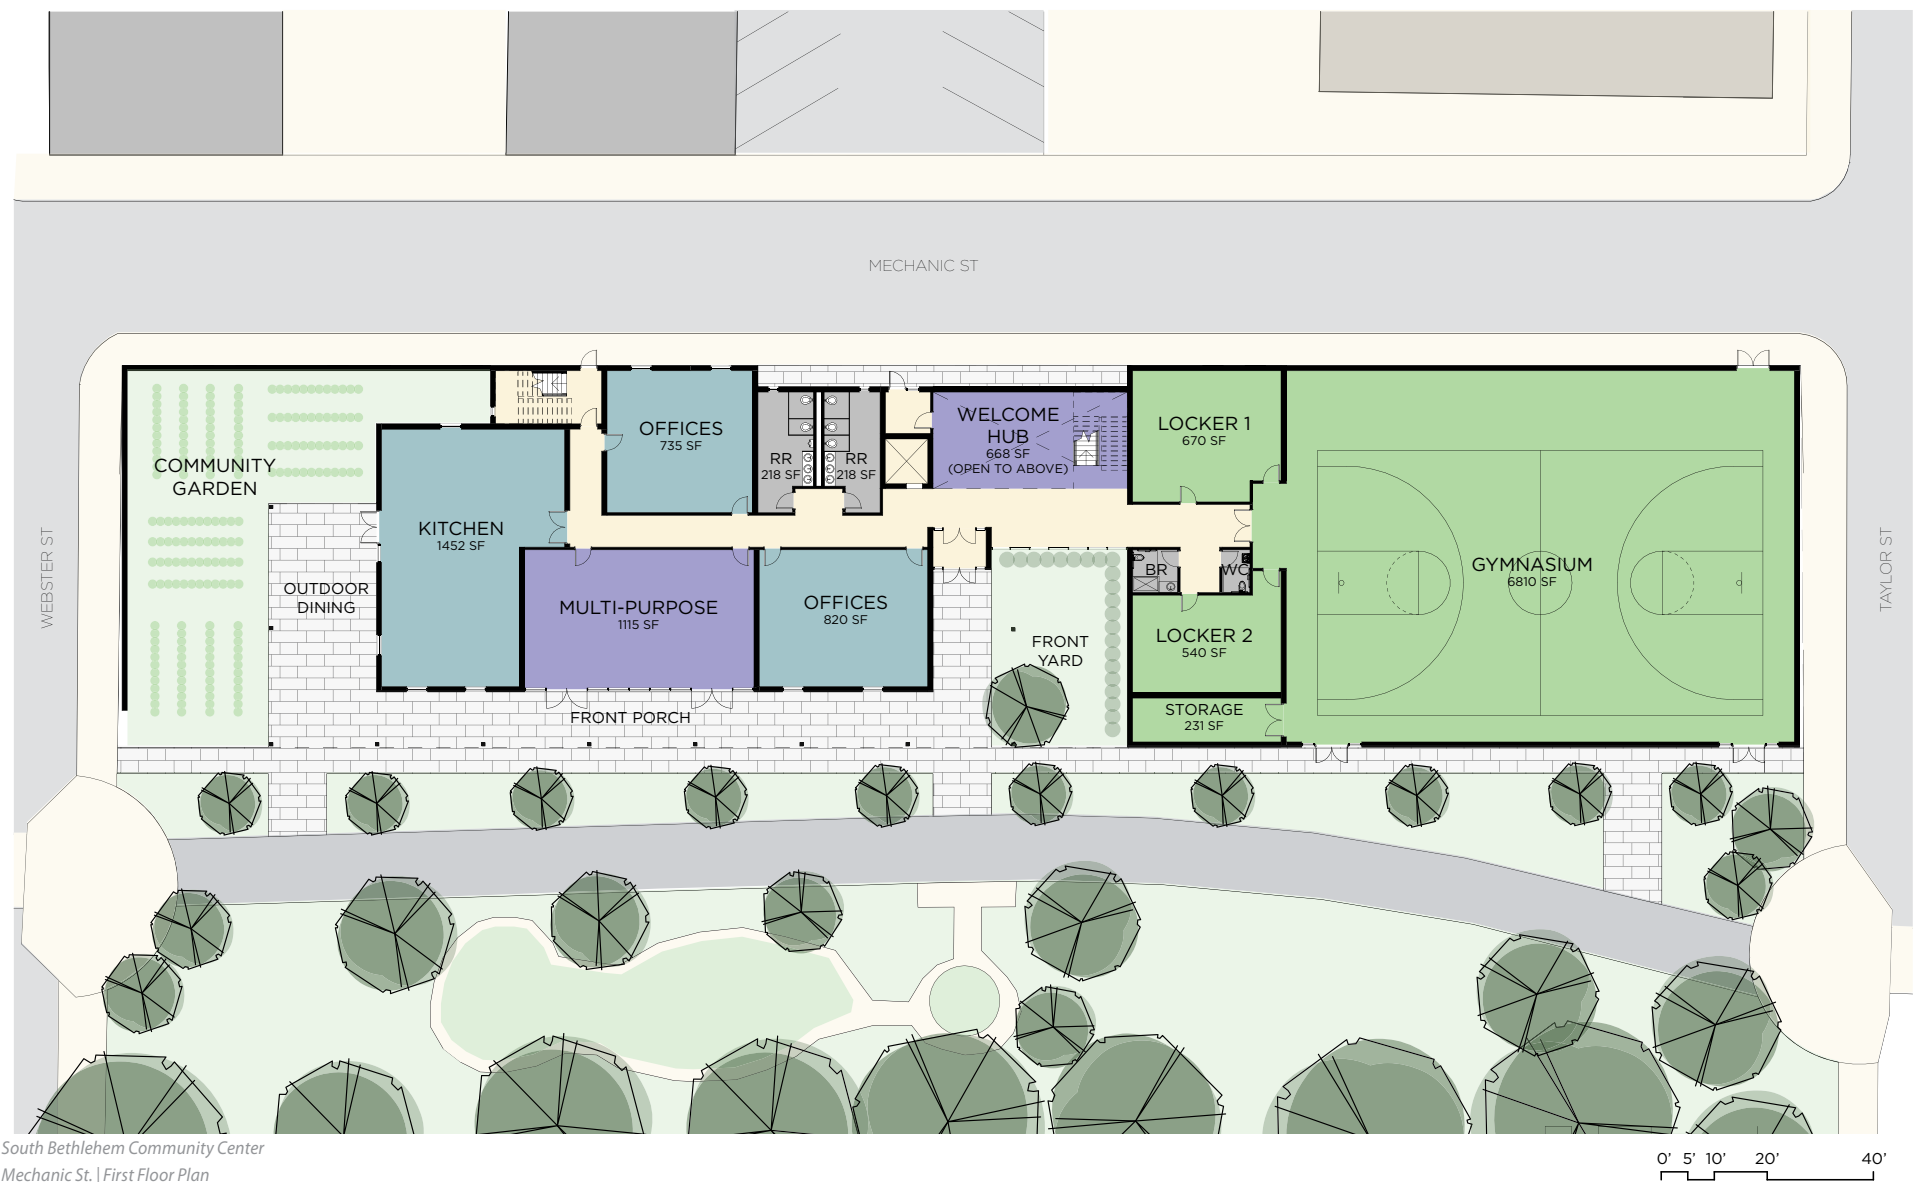 MECHANIC ST
WEBSTER ST
TAYLOR ST
COMMUNITY
GARDEN
OUTDOOR
DINING
KITCHEN
1452 SF
OFFICES
735 SF
RR
218 SF
RR
218 SF
WELCOME
HUB
668 SF
(OPEN TO ABOVE)
LOCKER 1
670 SF
GYMNASIUM
6810 SF
BR
WC
MULTI-PURPOSE
1115 SF
OFFICES
820 SF
FRONT
YARD
LOCKER 2
540 SF
STORAGE
231 SF
FRONT PORCH
South Bethlehem Community Center
Mechanic St. | First Floor Plan
0' 5' 10' 20' 40'